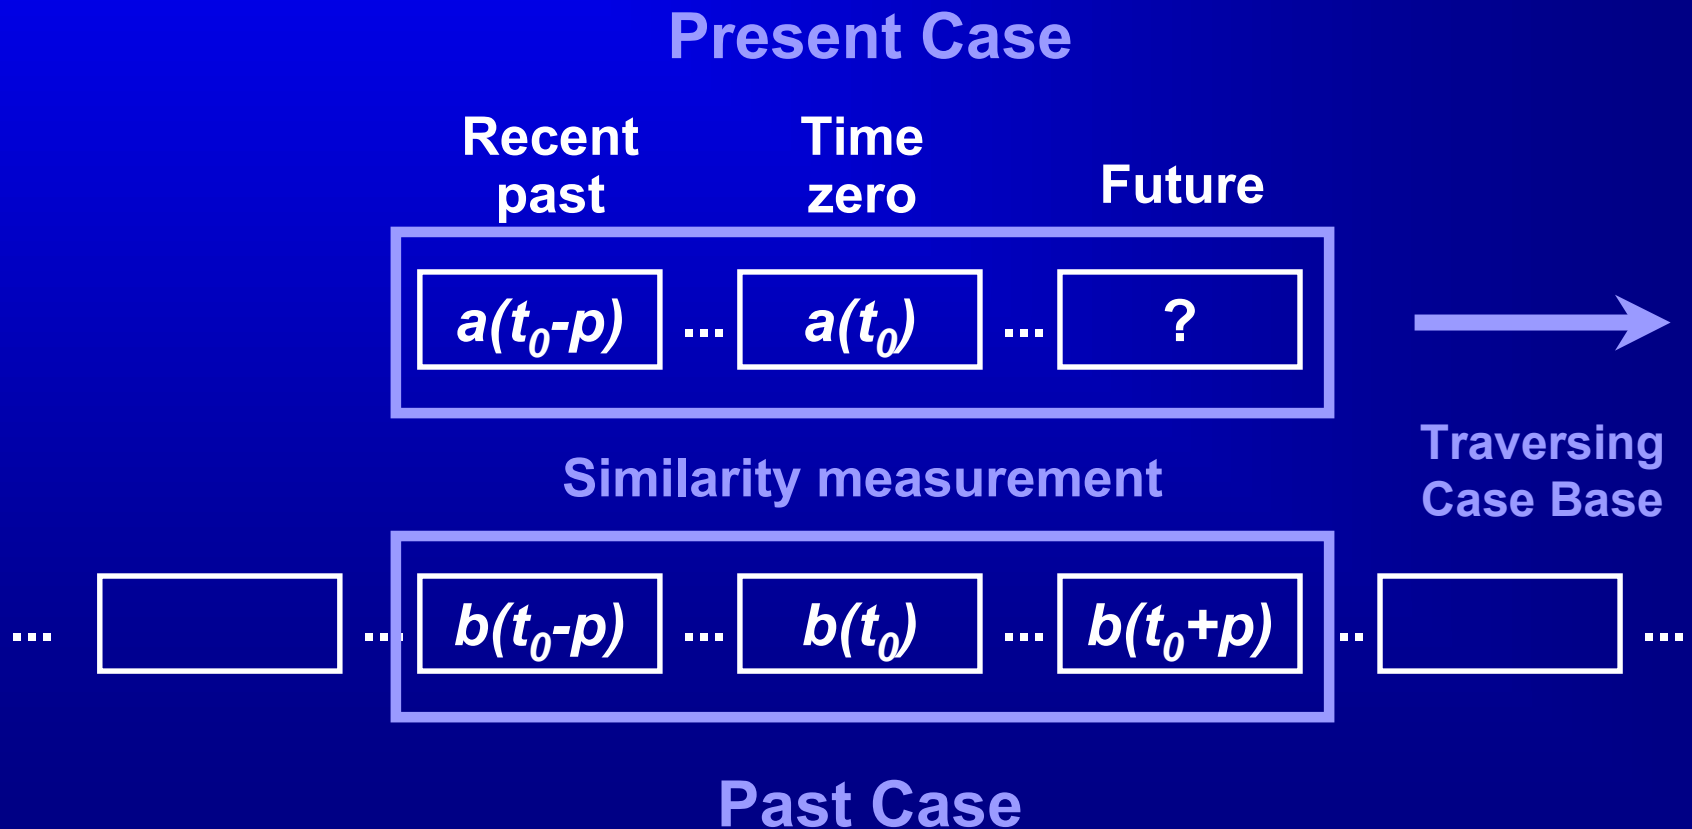 Present Case
Recent past
Time zero
Future
a(t₀-p) ... a(t₀) ... ?
Traversing
Case Base
Similarity measurement
... ... b(t₀-p) ... b(t₀) ... b(t₀+p) .. ...
Past Case